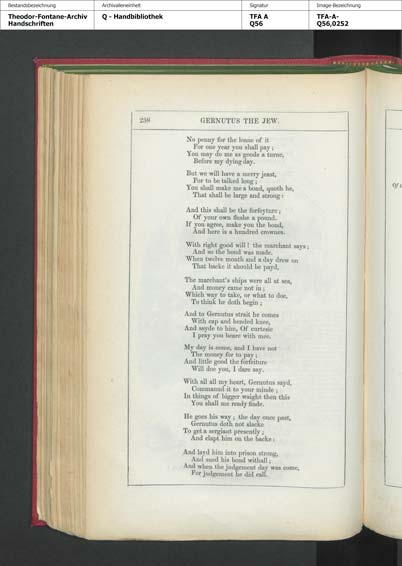 Bestandsbezeichnung
Archivalieneinheit
Signatur
Image-Bezeichnung
Theodor-Fontane-Archiv
Handschriften
Q - Handbibliothek
TFA A
Q56
TFA-A-
Q56,0252
258 GERNUTUS THE JEW.
No penny for the loane of it
For one year you shall pay;
You may do me as goode a turne,
Before my dying day.
But we will have a merry jeast,
For to be talked long;
You shall make me a bond, quoth he,
That shall be large and strong:
And this shall be the forfeyture;
Of your own fleshe a pound.
If you agree, make you the bond,
And here is a hundred crownes.
With right good will! the marchant says;
And so the bond was made.
When twelve month and a day drew on
That backe it should be payd,
The marchant's ships were all at sea,
And money came not in;
Which way to take, or what to doe,
To think he doth begin;
And to Gernutus strait he comes
With cap and bended knee,
And sayde to him, Of curtesie
I pray you beare with mee.
My day is come, and I have not
The money for to pay;
And little good the forfeiture
Will doe you, I dare say.
With all all my heart, Gernutus sayd,
Commaund it to your minde;
In things of bigger waight then this
You shall me ready finde.
He goes his way; the day once past,
Gernutus doth not slacke
To get a sergiant presently;
And clapt him on the backe:
And layd him into prison strong,
And sued his bond withall;
And when the judgement day was come,
For judgement he did call.